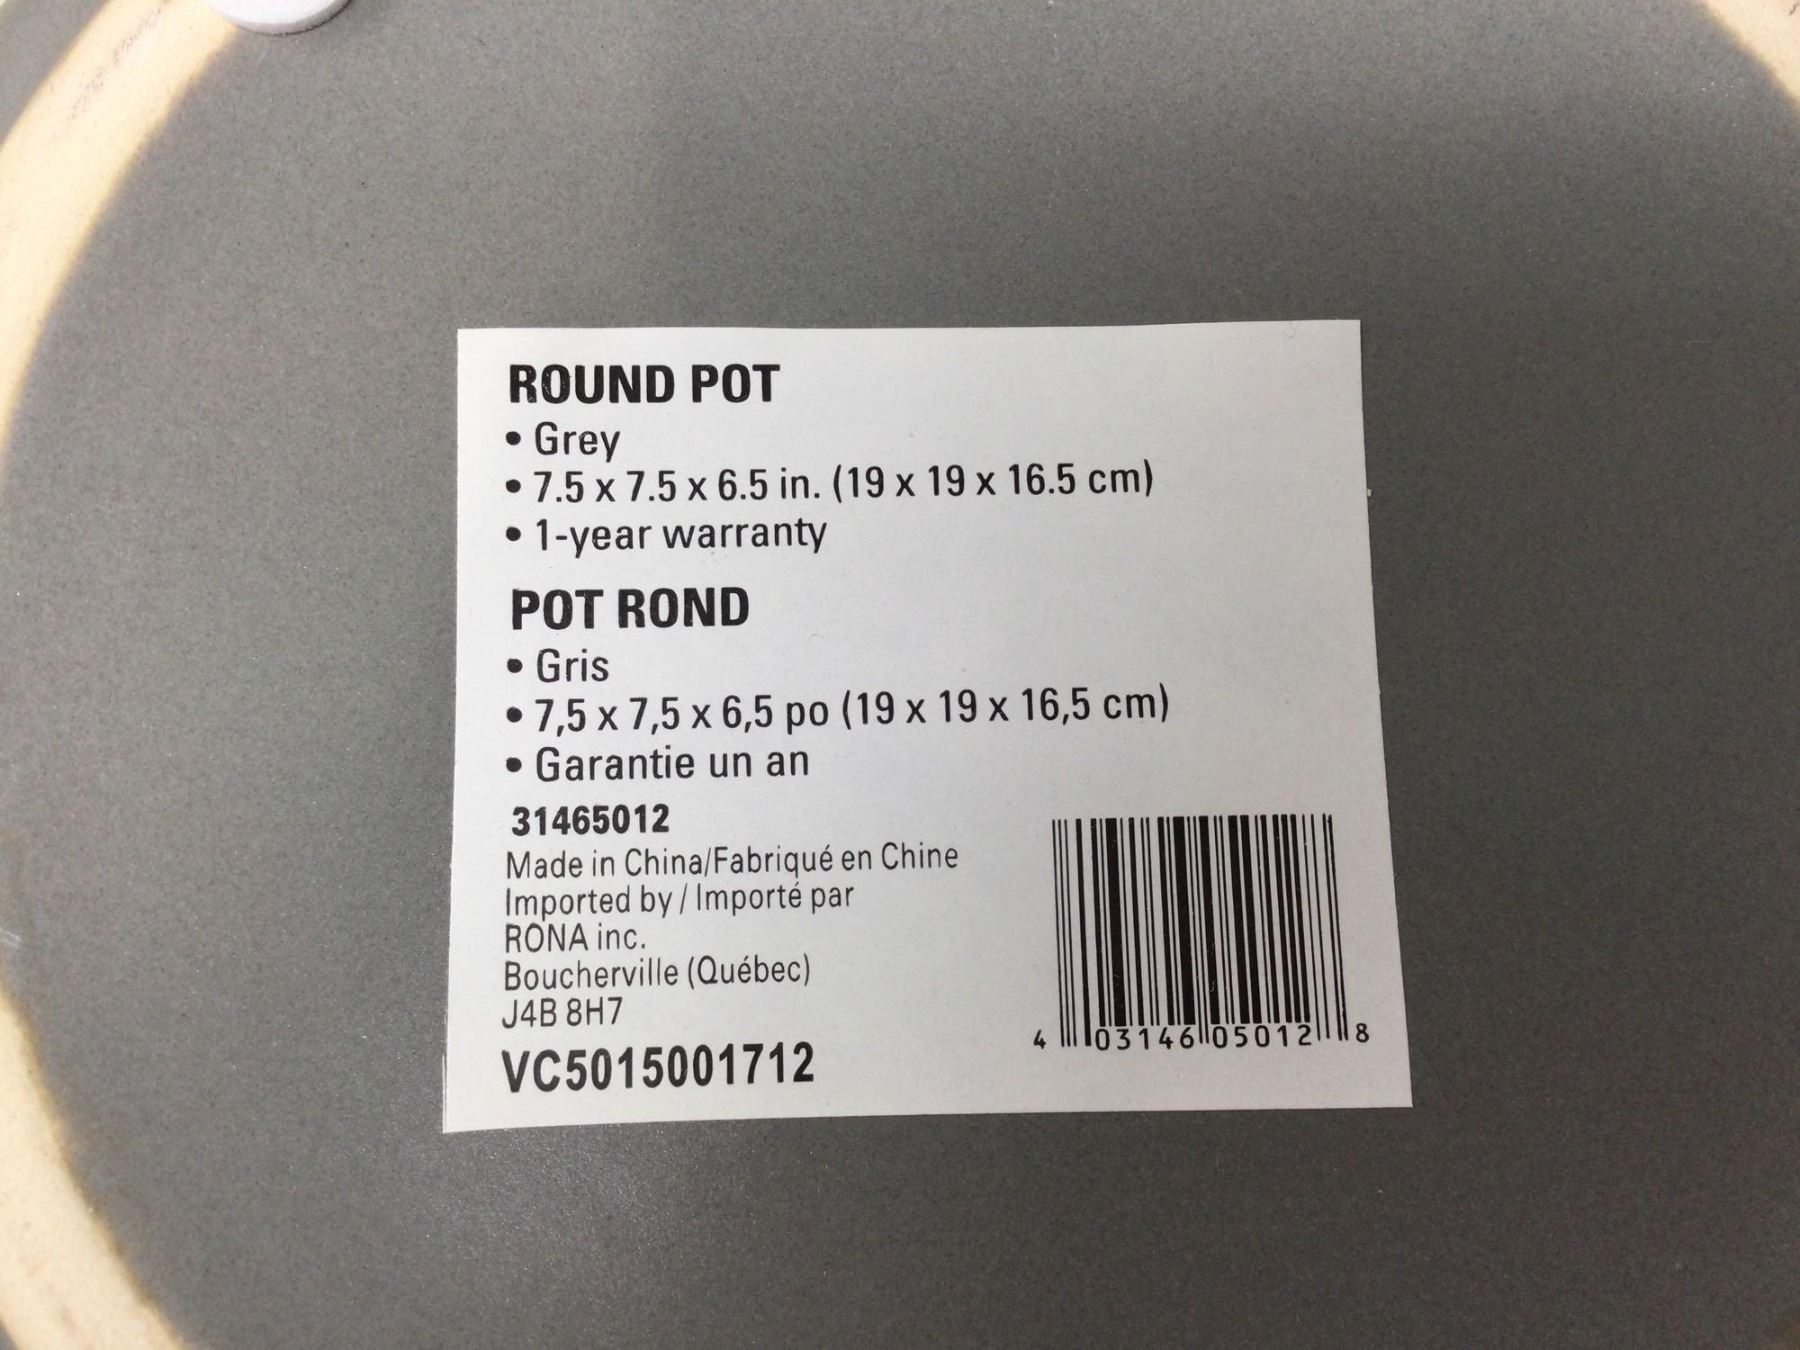 ROUND POT
• Grey
• 7.5 x 7.5 x 6.5 in. (19 x 19 x 16.5 cm)
• 1-year warranty
POT ROND
• Gris
• 7,5 x 7,5 x 6,5 po (19 x 19 x 16,5 cm)
• Garantie un an
31465012
Made in China/Fabriqué en Chine
Imported by / Importé par
RONA inc.
Boucherville (Québec)
J4B 8H7
VC5015001712
4 03146 05012 8